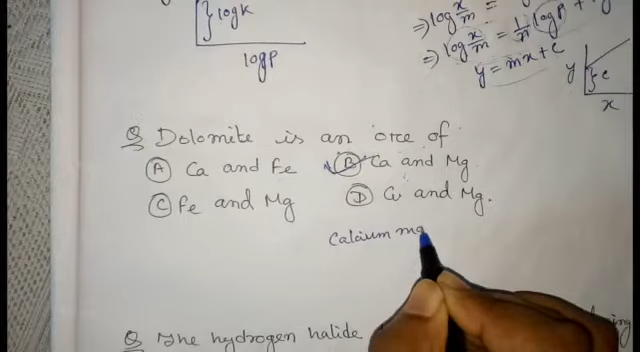 }log K
log P
⇒ log x/m =
⇒ log x/m = 1/n log P +
y = mx + c
y
}c
x
Q Dolomite is an ore of
(A) Ca and Fe (B) Ca and Mg
(C) Fe and Mg (D) Cu and Mg.
Calcium mg
Q The hydrogen halide